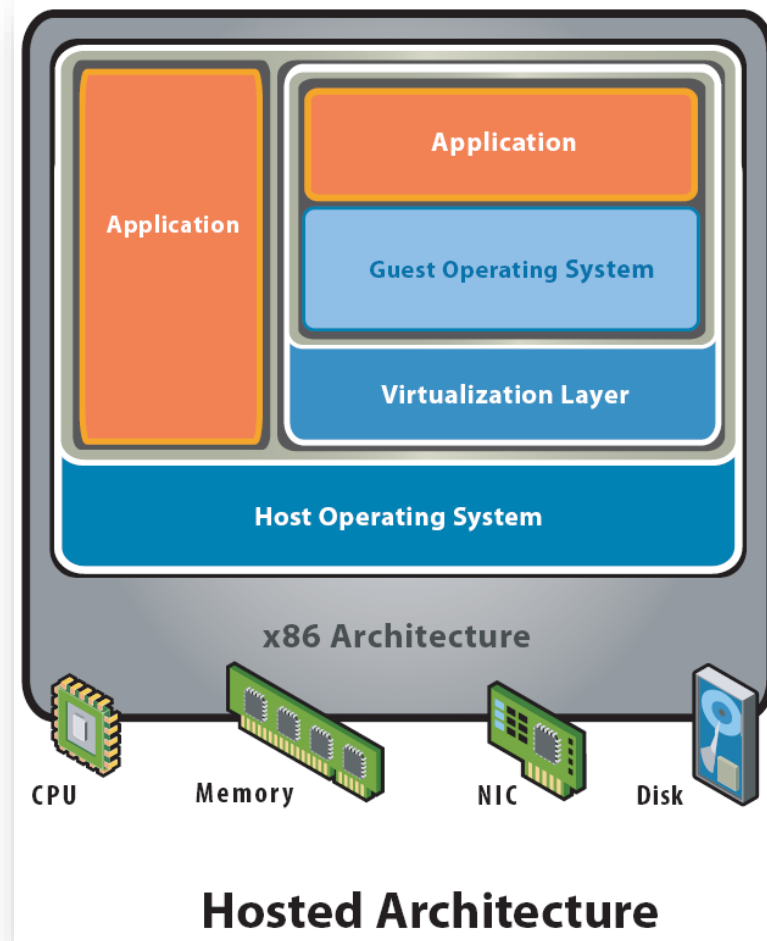 Application
Application
Guest Operating System
Virtualization Layer
Host Operating System
x86 Architecture
CPU
Memory
NIC
Disk
Hosted Architecture